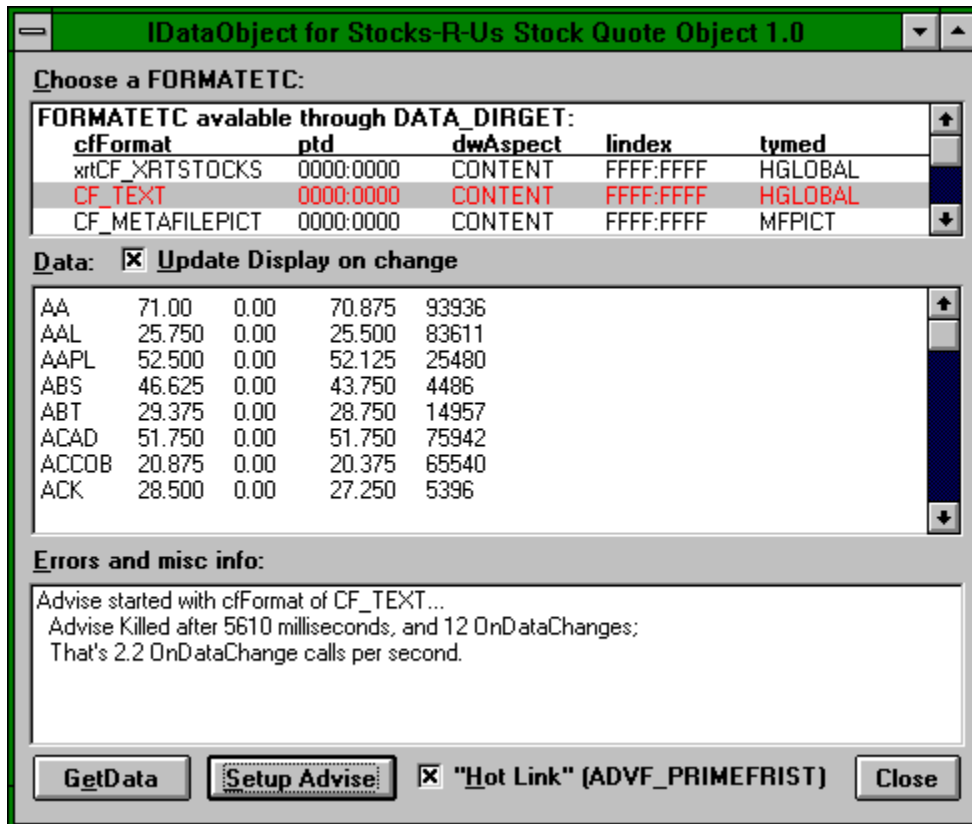 IDataObject for Stocks-R-Us Stock Quote Object 1.0
Choose a FORMATETC:
FORMATETC avalable through DATA_DIRGET:
cfFormat ptd dwAspect lindex tymed
xrtCF_XRTSTOCKS 0000:0000 CONTENT FFFF:FFFF HGLOBAL
CF_TEXT 0000:0000 CONTENT FFFF:FFFF HGLOBAL
CF_METAFILEPICT 0000:0000 CONTENT FFFF:FFFF MFPICT
Data: Update Display on change
AA 71.00 0.00 70.875 93936
AAL 25.750 0.00 25.500 83611
AAPL 52.500 0.00 52.125 25480
ABS 46.625 0.00 43.750 4486
ABT 29.375 0.00 28.750 14957
ACAD 51.750 0.00 51.750 75942
ACCOB 20.875 0.00 20.375 65540
ACK 28.500 0.00 27.250 5396
Errors and misc info:
Advise started with cfFormat of CF_TEXT...
Advise Killed after 5610 milliseconds, and 12 OnDataChanges;
That's 2.2 OnDataChange calls per second.
GetData Setup Advise "Hot Link" (ADVF_PRIMEFRIST) Close